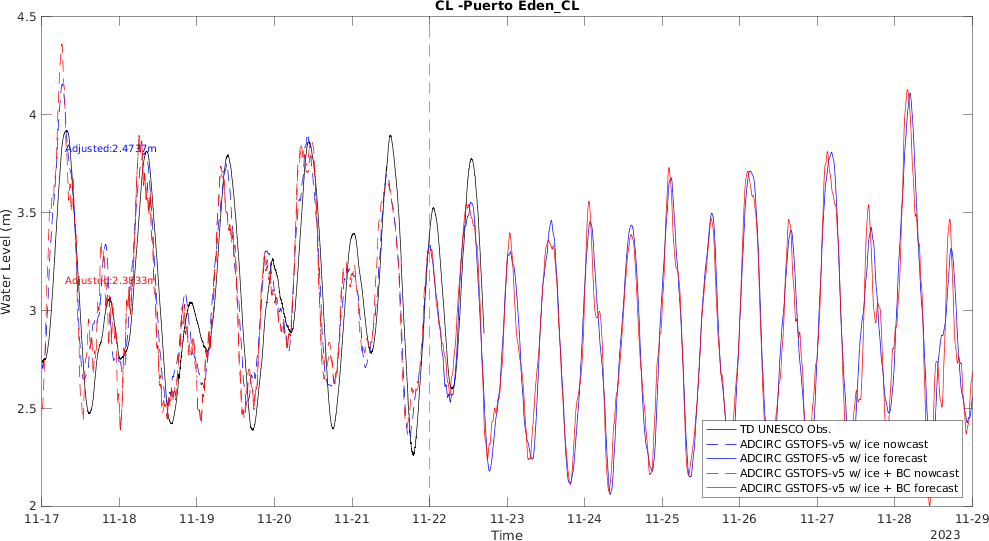 CL -Puerto Eden_CL
4.5
4
3.5
3
2.5
2
Water Level (m)
Adjusted:2.4737m
Adjusted:2.3833m
TD UNESCO Obs.
ADCIRC GSTOFS-v5 w/ ice nowcast
ADCIRC GSTOFS-v5 w/ ice forecast
ADCIRC GSTOFS-v5 w/ ice + BC nowcast
ADCIRC GSTOFS-v5 w/ ice + BC forecast
11-17 11-18 11-19 11-20 11-21 11-22 11-23 11-24 11-25 11-26 11-27 11-28 11-29
Time
2023